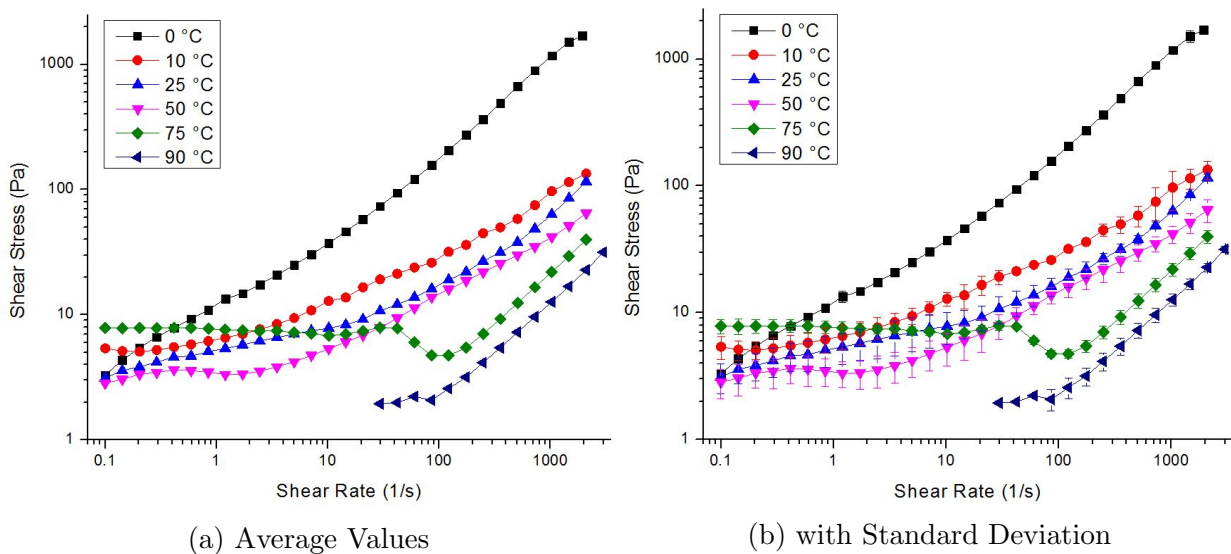 0 °C
10 °C
25 °C
50 °C
75 °C
90 °C
1000
100
10
1
Shear Stress (Pa)
0.1
1
10
100
1000
Shear Rate (1/s)
(a) Average Values
0 °C
10 °C
25 °C
50 °C
75 °C
90 °C
1000
100
10
1
Shear Stress (Pa)
0.1
1
10
100
1000
Shear Rate (1/s)
(b) with Standard Deviation